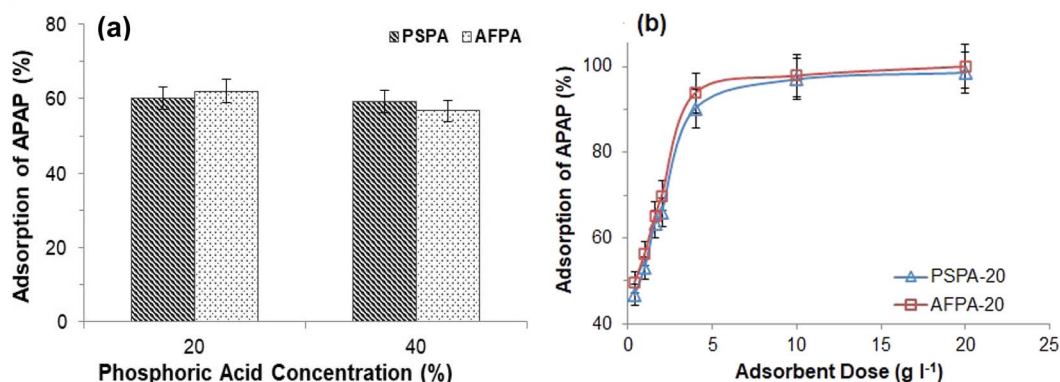 (a)
PSPA AFPA
Adsorption of APAP (%)
80
60
40
20
0
20 40
Phosphoric Acid Concentration (%)
(b)
Adsorption of APAP (%)
100
80
60
40
PSPA-20
AFPA-20
0 5 10 15 20 25
Adsorbent Dose (g l-1)